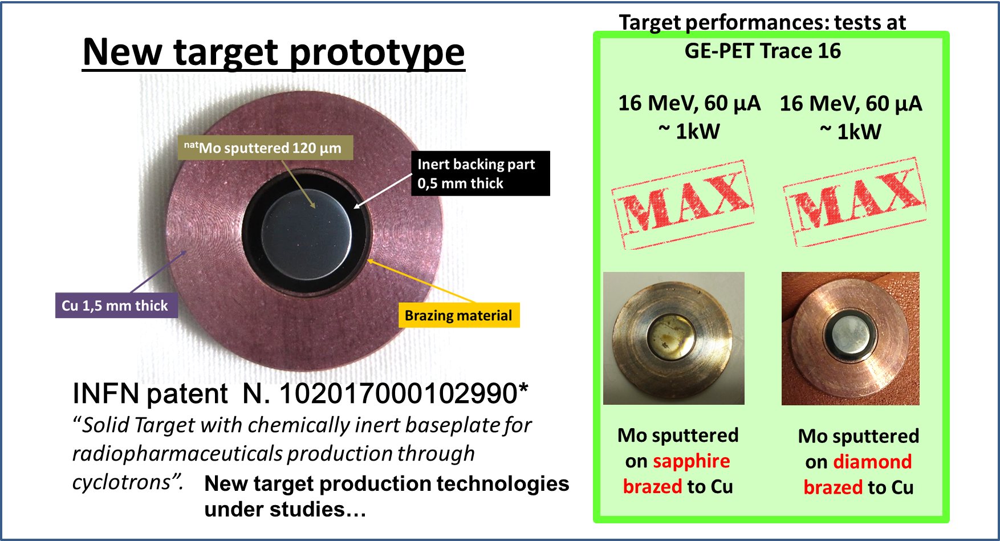 New target prototype
natMo sputtered 120 µm
Inert backing part
0,5 mm thick
Cu 1,5 mm thick
Brazing material
INFN patent  N. 102017000102990*
“Solid Target with chemically inert baseplate for
radiopharmaceuticals production through
cyclotrons”.
New target production technologies
under studies…
Target performances: tests at
GE-PET Trace 16
16 MeV, 60 µA
~ 1kW
MAX
Mo sputtered
on sapphire
brazed to Cu
16 MeV, 60 µA
~ 1kW
MAX
Mo sputtered
on diamond
brazed to Cu